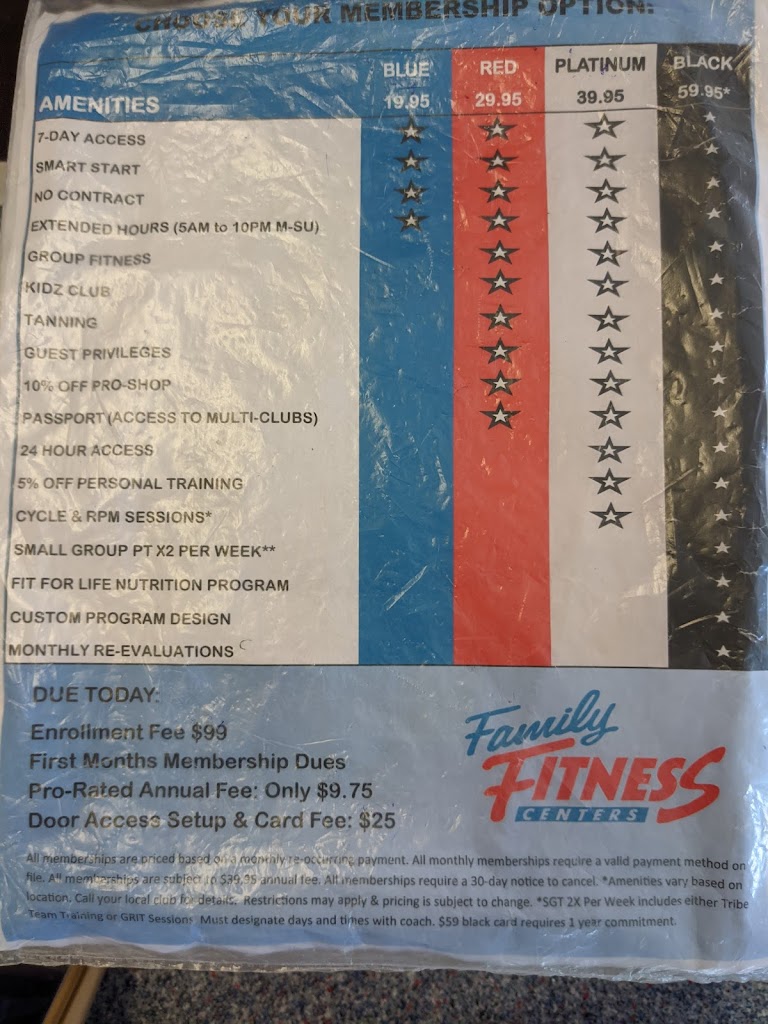 CHOOSE YOUR MEMBERSHIP OPTION:
AMENITIES
BLUE RED PLATINUM BLACK
19.95 29.95 39.95 59.95*
7-DAY ACCESS
SMART START
NO CONTRACT
EXTENDED HOURS (5AM to 10PM M-SU)
GROUP FITNESS
KIDZ CLUB
TANNING
GUEST PRIVILEGES
10% OFF PRO-SHOP
PASSPORT (ACCESS TO MULTI-CLUBS)
24 HOUR ACCESS
5% OFF PERSONAL TRAINING
CYCLE & RPM SESSIONS*
SMALL GROUP PT X2 PER WEEK**
FIT FOR LIFE NUTRITION PROGRAM
CUSTOM PROGRAM DESIGN
MONTHLY RE-EVALUATIONS
DUE TODAY:
Enrollment Fee $99
First Months Membership Dues
Pro-Rated Annual Fee: Only $9.75
Door Access Setup & Card Fee: $25
Family
FITNESS
CENTERS
All memberships are priced based on a monthly re-occurring payment. All monthly memberships require a valid payment method on
file. All memberships are subject to $39.95 annual fee. All memberships require a 30-day notice to cancel. *Amenities vary based on
location. Call your local club for details. Restrictions may apply & pricing is subject to change. *SGT 2X Per Week includes either Tribe
Team Training or GRIT Sessions. Must designate days and times with coach. $59 black card requires 1 year commitment.